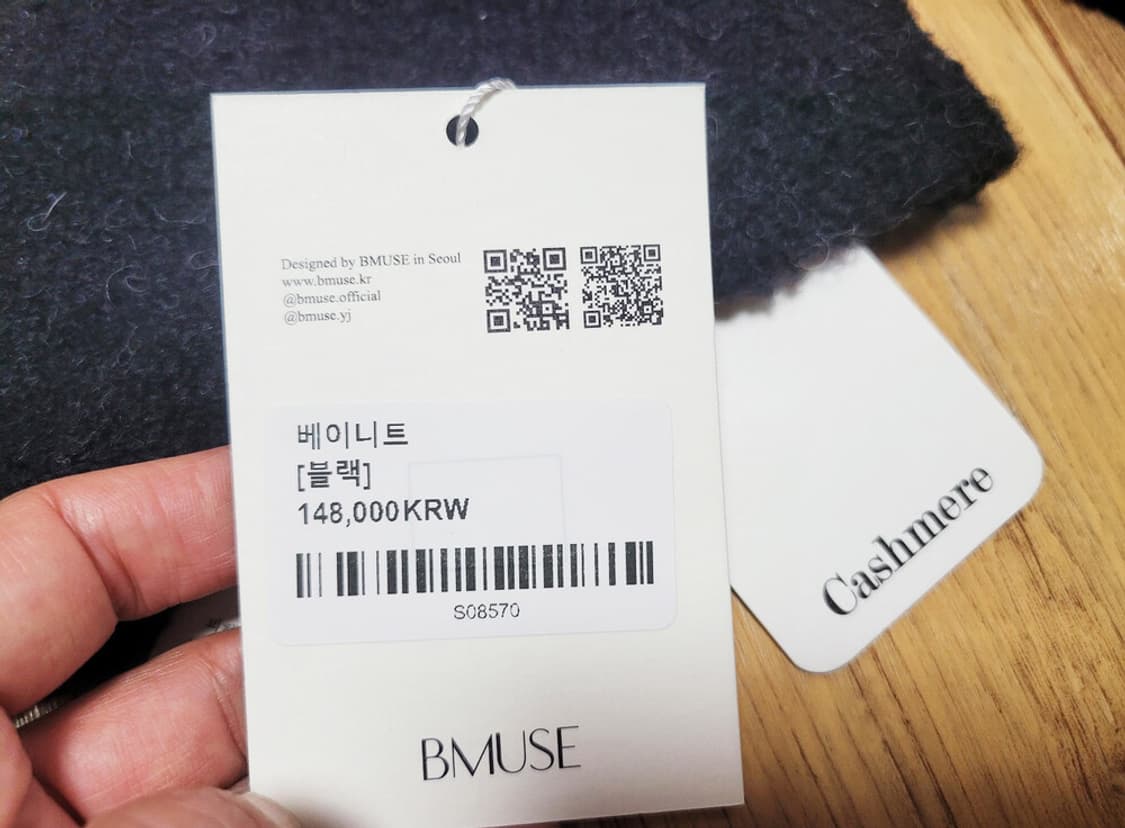 Designed by BMUSE in Seoul
www.bmuse.kr
@bmuse.official
@bmuse.yj
베이니트
[블랙]
148,000KRW
S08570
BMUSE
Cashmere